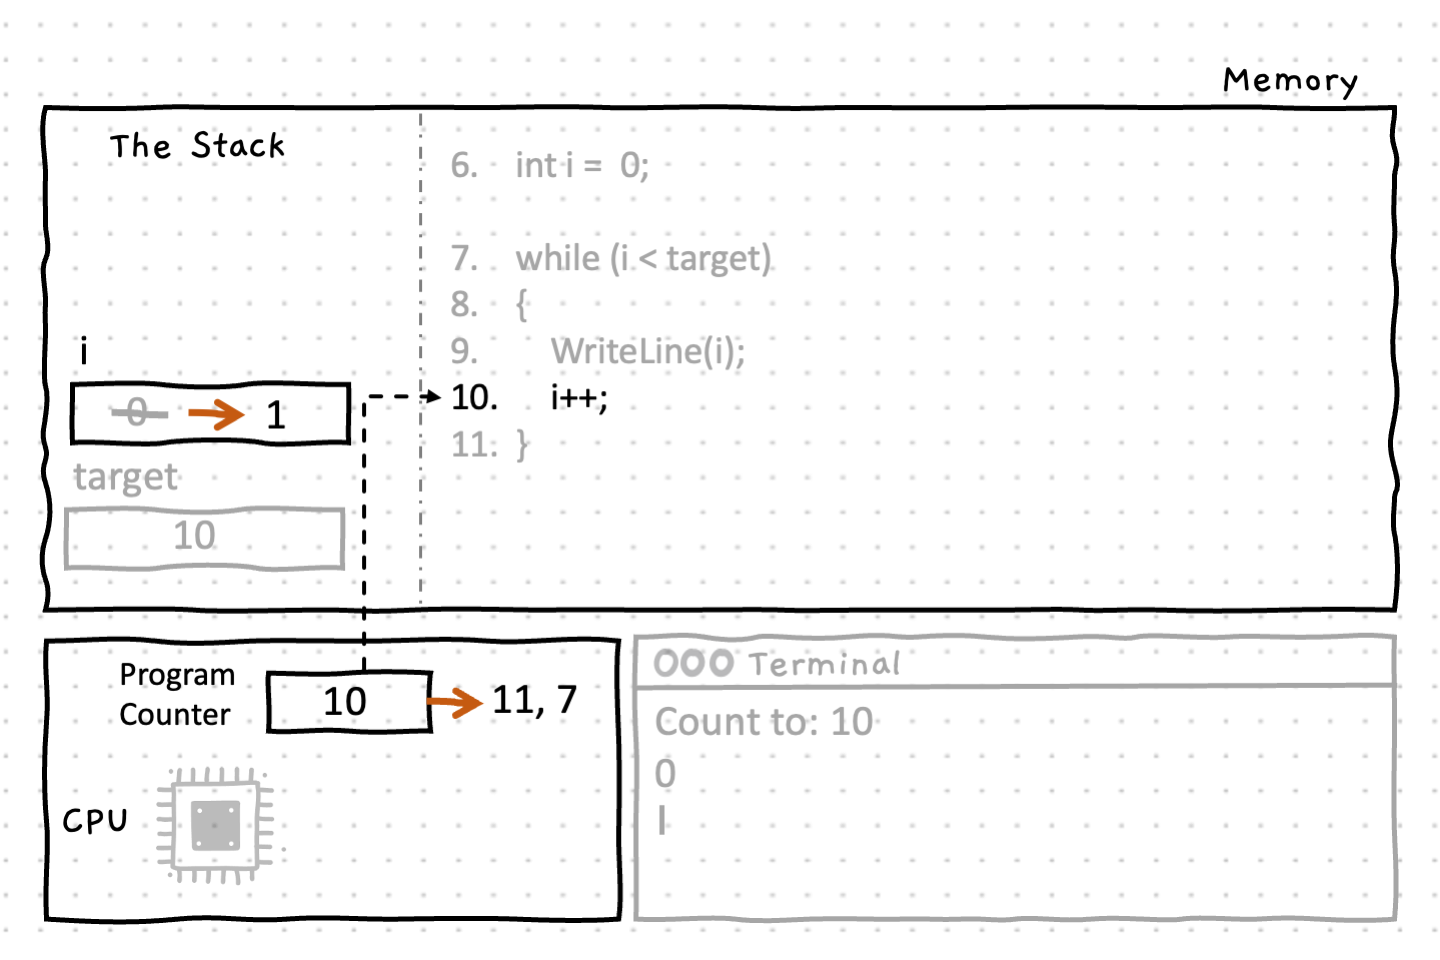 Memory
The Stack
6. int i = 0;
7. while (i < target)
8. {
9. WriteLine(i);
10. i++;
11. }
i
0 1
target
10
Program
Counter
10 11, 7
CPU
Terminal
Count to: 10
0